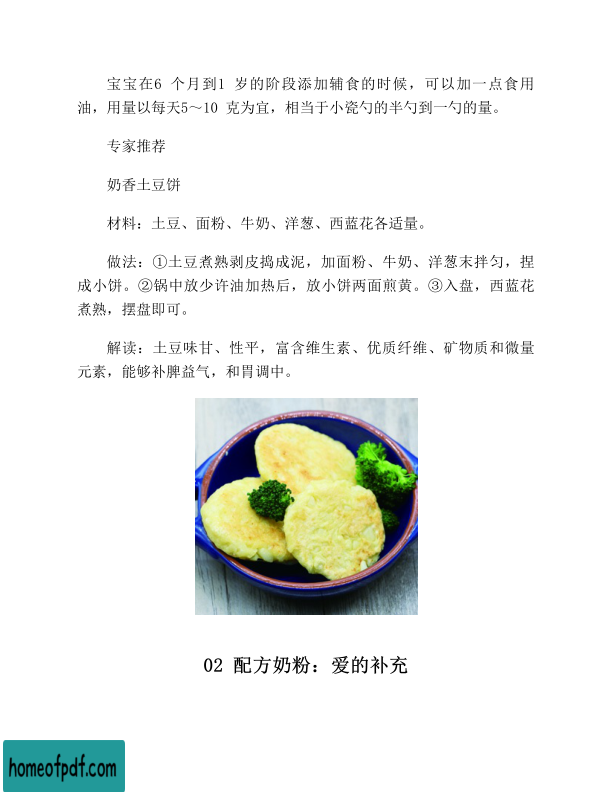 宝宝在6 个月到1 岁的阶段添加辅食的时候，可以加一点食用
油，用量以每天5～10 克为宜，相当于小瓷勺的半勺到一勺的量。
专家推荐
奶香土豆饼
材料：土豆、面粉、牛奶、洋葱、西蓝花各适量。
做法：①土豆煮熟剥皮捣成泥，加面粉、牛奶、洋葱末拌匀，捏
成小饼。②锅中放少许油加热后，放小饼两面煎黄。③入盘，西蓝花
煮熟，摆盘即可。
解读：土豆味甘、性平，富含维生素、优质纤维、矿物质和微量
元素，能够补脾益气，和胃调中。
02 配方奶粉：爱的补充
homeofpdf.com